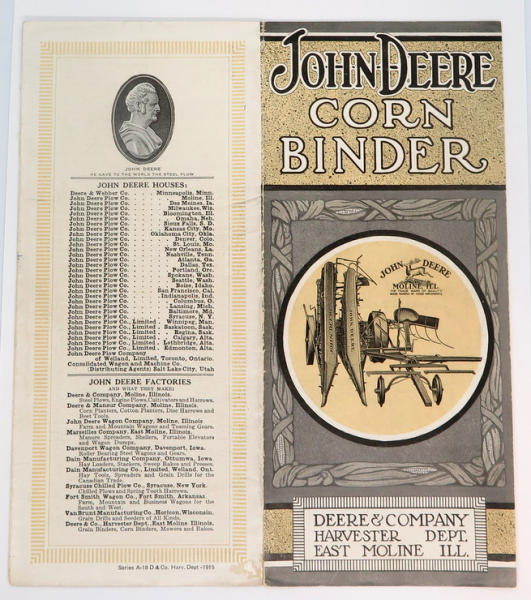 JOHN DEERE
HE GAVE TO THE WORLD THE STEEL PLOW
JOHN DEERE HOUSES:
Deere & Webber Co. . . . . Minneapolis, Minn.
John Deere Plow Co. . . . . Moline, Ill.
John Deere Plow Co. . . . . Des Moines, Ia.
John Deere Plow Co. . . . . Milwaukee, Wis.
John Deere Plow Co. . . . . Bloomington, Ill.
John Deere Plow Co. . . . . Omaha, Neb.
John Deere Plow Co. . . . . Sioux Falls, S. D.
John Deere Plow Co. . . . . Kansas City, Mo.
John Deere Plow Co. . . . . Oklahoma City, Okla.
John Deere Plow Co. . . . . Denver, Colo.
John Deere Plow Co. . . . . St. Louis, Mo.
John Deere Plow Co. . . . . New Orleans, La.
John Deere Plow Co. . . . . Nashville, Tenn.
John Deere Plow Co. . . . . Atlanta, Ga.
John Deere Plow Co. . . . . Dallas, Tex.
John Deere Plow Co. . . . . Portland, Ore.
John Deere Plow Co. . . . . Spokane, Wash.
John Deere Plow Co. . . . . Seattle, Wash.
John Deere Plow Co. . . . . Boise, Idaho
John Deere Plow Co. . . . . San Francisco, Cal.
John Deere Plow Co. . . . . Indianapolis, Ind.
John Deere Plow Co. . . . . Columbus, O.
John Deere Plow Co. . . . . Lansing, Mich.
John Deere Plow Co. . . . . Baltimore, Md.
John Deere Plow Co. . . . . Syracuse, N. Y.
John Deere Plow Co., Limited . Winnipeg, Man.
John Deere Plow Co., Limited . Saskatoon, Sask.
John Deere Plow Co., Limited . Regina, Sask.
John Deere Plow Co., Limited . Calgary, Alta.
John Deere Plow Co., Limited . Lethbridge, Alta.
John Deere Plow Co., Limited . Edmonton, Alta.
John Deere Plow Company
of Welland, Limited, Toronto, Ontario.
Consolidated Wagon and Machine Co.
(Distributing Agents) Salt Lake City, Utah
JOHN DEERE FACTORIES
AND WHAT THEY MAKE:
Deere & Company, Moline, Illinois.
Steel Plows, Engine Plows, Cultivators and Harrows.
Deere & Mansur Company, Moline, Illinois.
Corn Planters, Cotton Planters, Disc Harrows and
Beet Tools.
John Deere Wagon Company, Moline, Illinois.
Farm and Mountain Wagons and Teaming Gears.
Marseilles Company, East Moline, Illinois.
Manure Spreaders, Shellers, Portable Elevators
and Wagon Dumps.
Davenport Wagon Company, Davenport, Iowa.
Roller Bearing Steel Wagons and Gears.
Dain Manufacturing Company, Ottumwa, Iowa.
Hay Loaders, Stackers, Sweep Rakes and Presses.
Dain Manufacturing Co., Limited, Welland, Ont.
Hay Tools, Spreaders and Grain Drills for the
Canadian Trade.
Syracuse Chilled Plow Co., Syracuse, New York.
Chilled Plows and Spring Tooth Harrows.
Fort Smith Wagon Co., Fort Smith, Arkansas.
Farm, Mountain and Business Wagons for the
South and West.
Van Brunt Manufacturing Co., Horicon, Wisconsin.
Grain Drills and Seeders of All Kinds.
Deere & Co., Harvester Dept., East Moline, Illinois.
Grain Binders, Corn Binders, Mowers and Rakes.
Series A-18 D & Co. Harv. Dept.-1915
JOHN DEERE
CORN
BINDER
JOHN DEERE
MOLINE, ILL.
JOHN DEERE
DEERE & COMPANY
HARVESTER DEPT.
EAST MOLINE ILL.